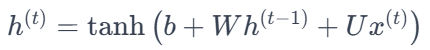 h^{(t)} = tanh (b + Wh^{(t-1)} + Ux^{(t)})